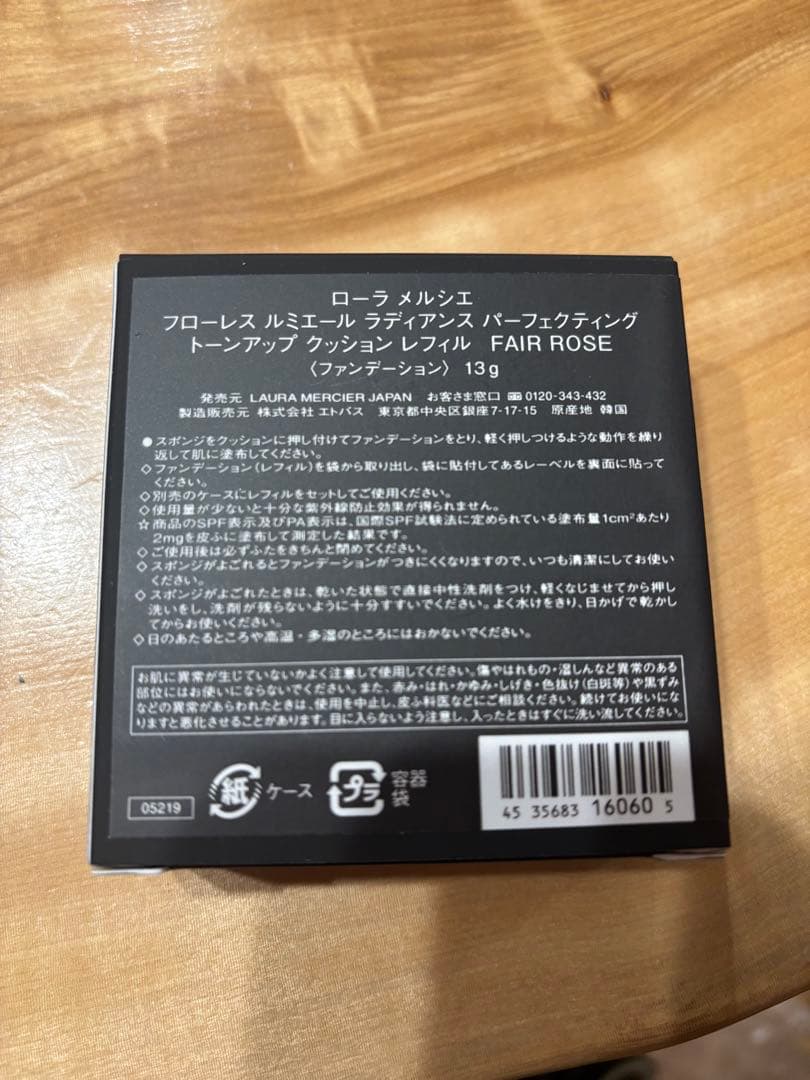 ローラ メルシエ
フローレス ルミエール ラディアンス パーフェクティング
トーンアップ クッション レフィル　FAIR ROSE
〈ファンデーション〉 13g
発売元　LAURA MERCIER JAPAN　お客さま窓口 0120-343-432
製造販売元　株式会社 エトバス　東京都中央区銀座7-17-15　原産地　韓国
●スポンジをクッションに押し付けてファンデーションをとり、軽く押しつけるような動作を繰り
返して肌に塗布してください。
◇ファンデーション(レフィル)を袋から取り出し、袋に貼付してあるレーベルを裏面に貼って
ください。
◇別売のケースにレフィルをセットしてご使用ください。
◇使用量が少ないと十分な紫外線防止効果が得られません。
☆商品のSPF表示及びPA表示は、国際SPF試験法に定められている塗布量1cm²あたり
2mgを皮ふに塗布して測定した結果です。
◇ご使用後は必ずふたをきちんと閉めてください。
◇スポンジがよごれるとファンデーションがつきにくくなりますので、いつも清潔にしてお使い
ください。
◇スポンジがよごれたときは、乾いた状態で直接中性洗剤をつけ、軽くなじませてから押し
洗いをし、洗剤が残らないように十分すすいでください。よく水けをきり、日かげで乾かし
てからお使いください。
◇日のあたるところや高温・多湿のところにはおかないでください。
お肌に異常が生じていないかよく注意して使用してください。傷やはれもの・湿しんなど異常のある
部位にはお使いにならないでください。また、赤み・はれ・かゆみ・しげき・色抜け(白斑等)や黒ずみ
などの異常があらわれたときは、使用を中止し、皮ふ科医などにご相談ください。続けてお使いにな
りますと悪化させることがあります。目に入らないよう注意し、入ったときはすぐに洗い流してください。
05219
紙 ケース
プラ 容器
袋
45 35683 16060 5